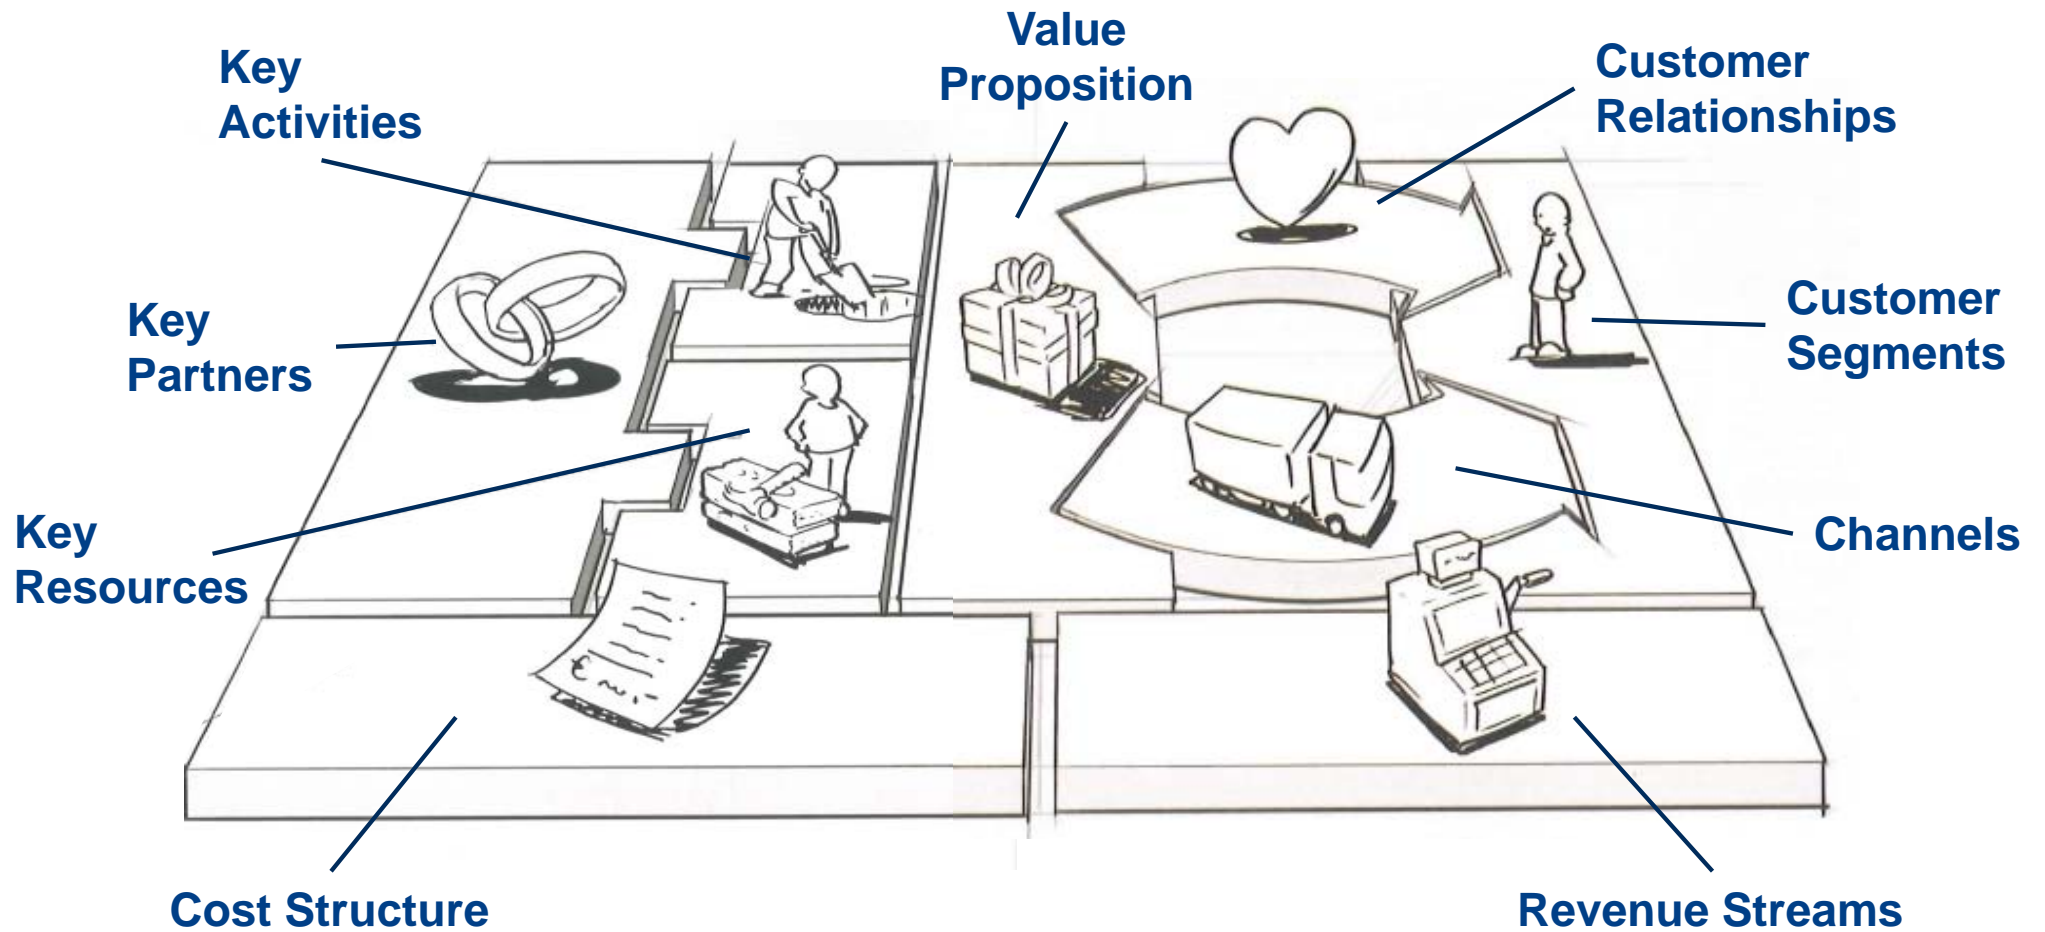 Value
Proposition
Key
Activities
Customer
Relationships
Key
Partners
Customer
Segments
Key
Resources
Channels
€
Cost Structure
Revenue Streams